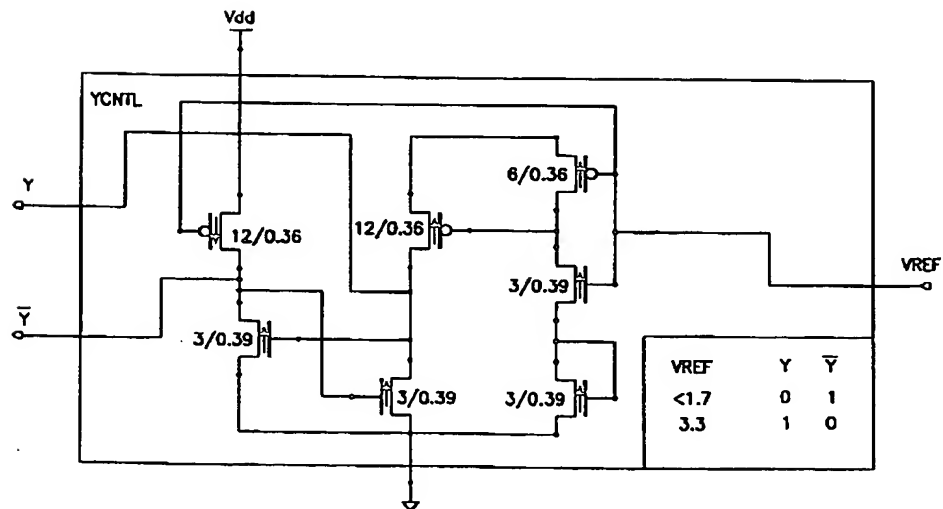 Vdd
YCNTL
Y
6/0.36
12/0.36
12/0.36
VREF
3/0.39
Y̅
3/0.39
3/0.39
3/0.39
VREF Y Y̅
<1.7 0 1
3.3 1 0